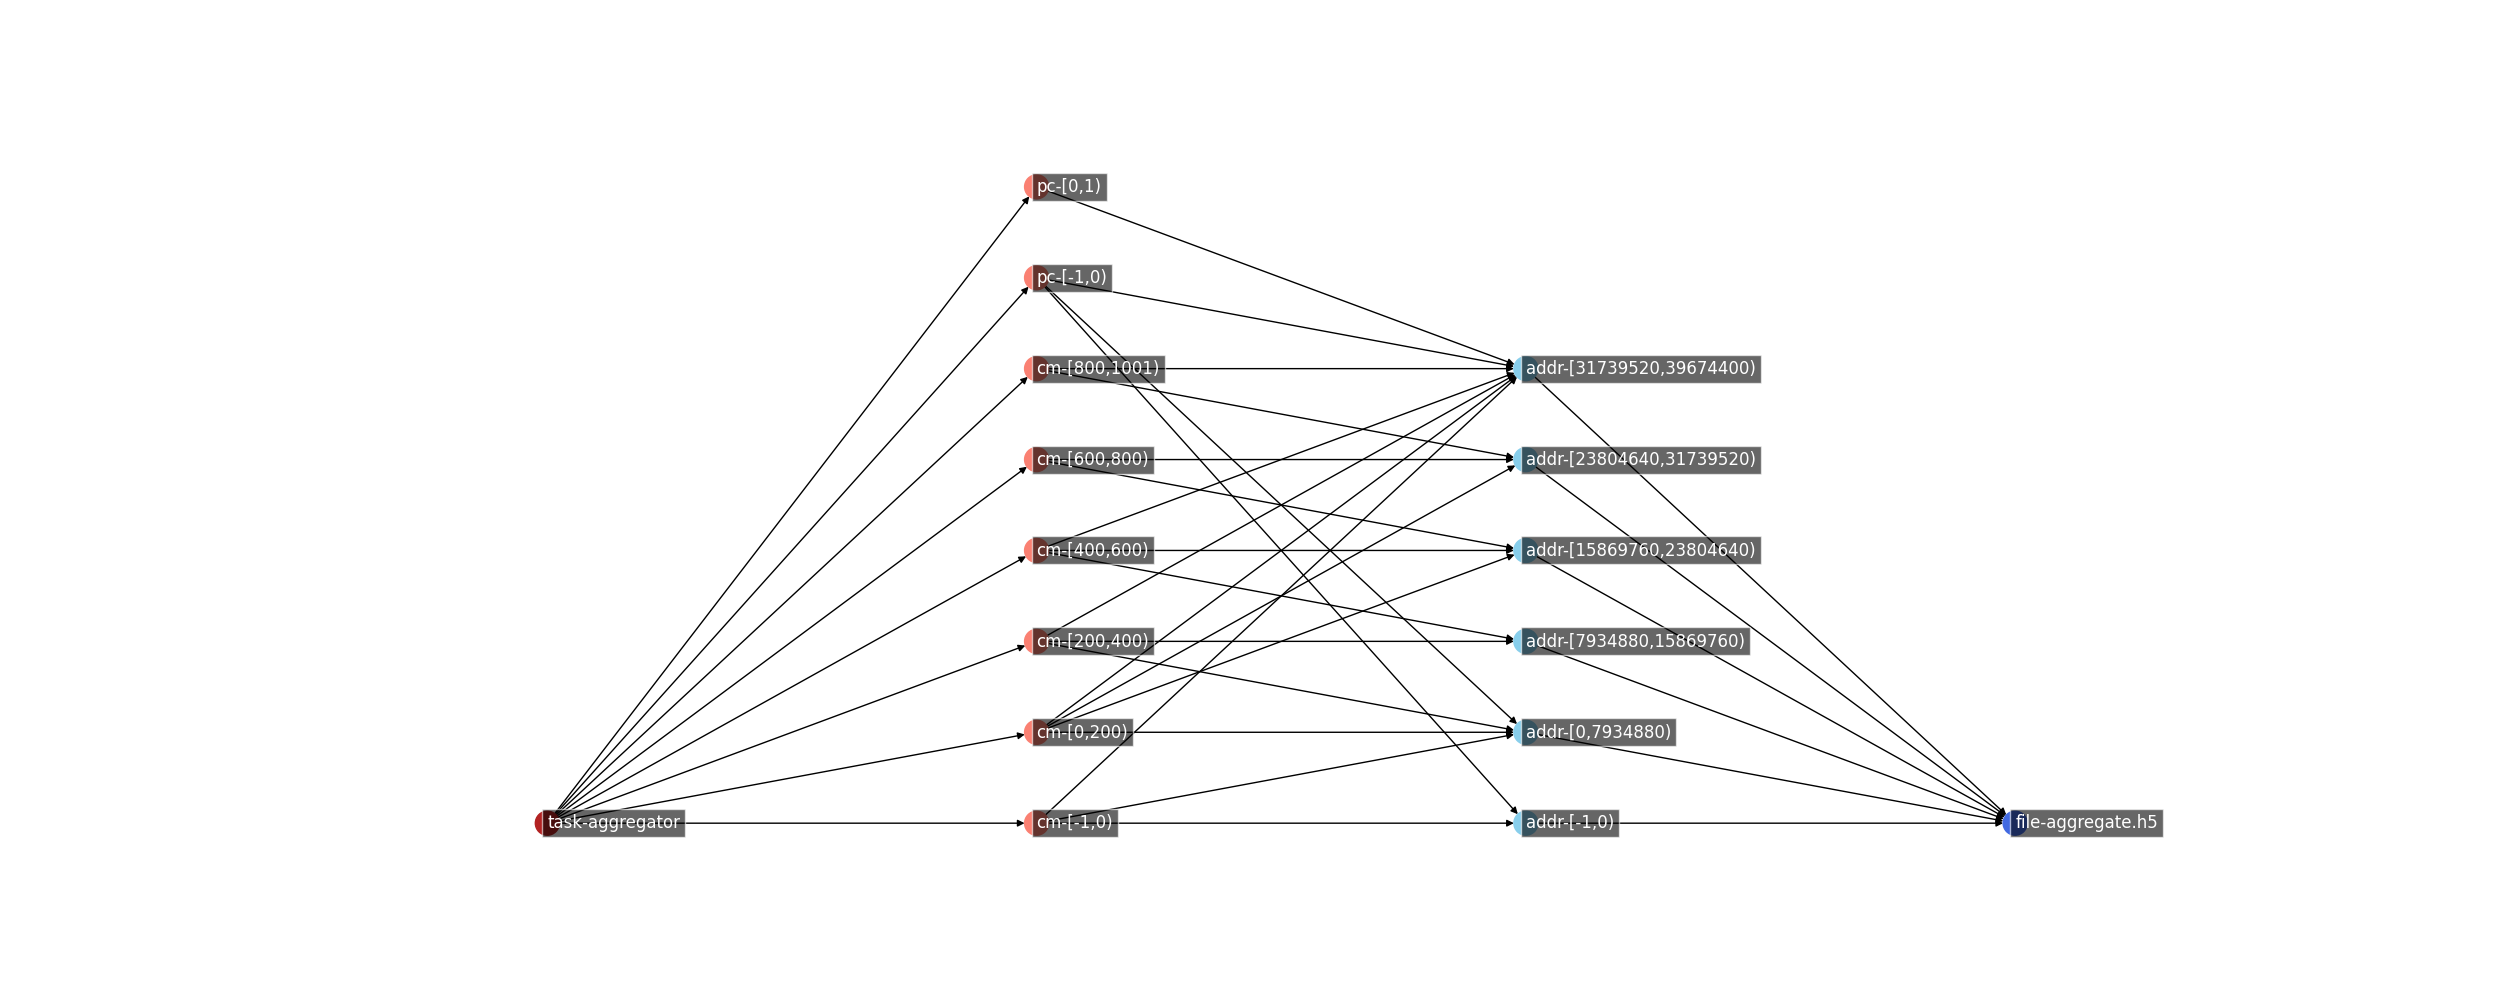 pc-[0,1)
pc-[-1,0)
cm-[800,1001)
addr-[31739520,39674400)
cm-[600,800)
addr-[23804640,31739520)
cm-[400,600)
addr-[15869760,23804640)
cm-[200,400)
addr-[7934880,15869760)
cm-[0,200)
addr-[0,7934880)
task-aggregator
cm-[-1,0)
addr-[-1,0)
file-aggregate.h5